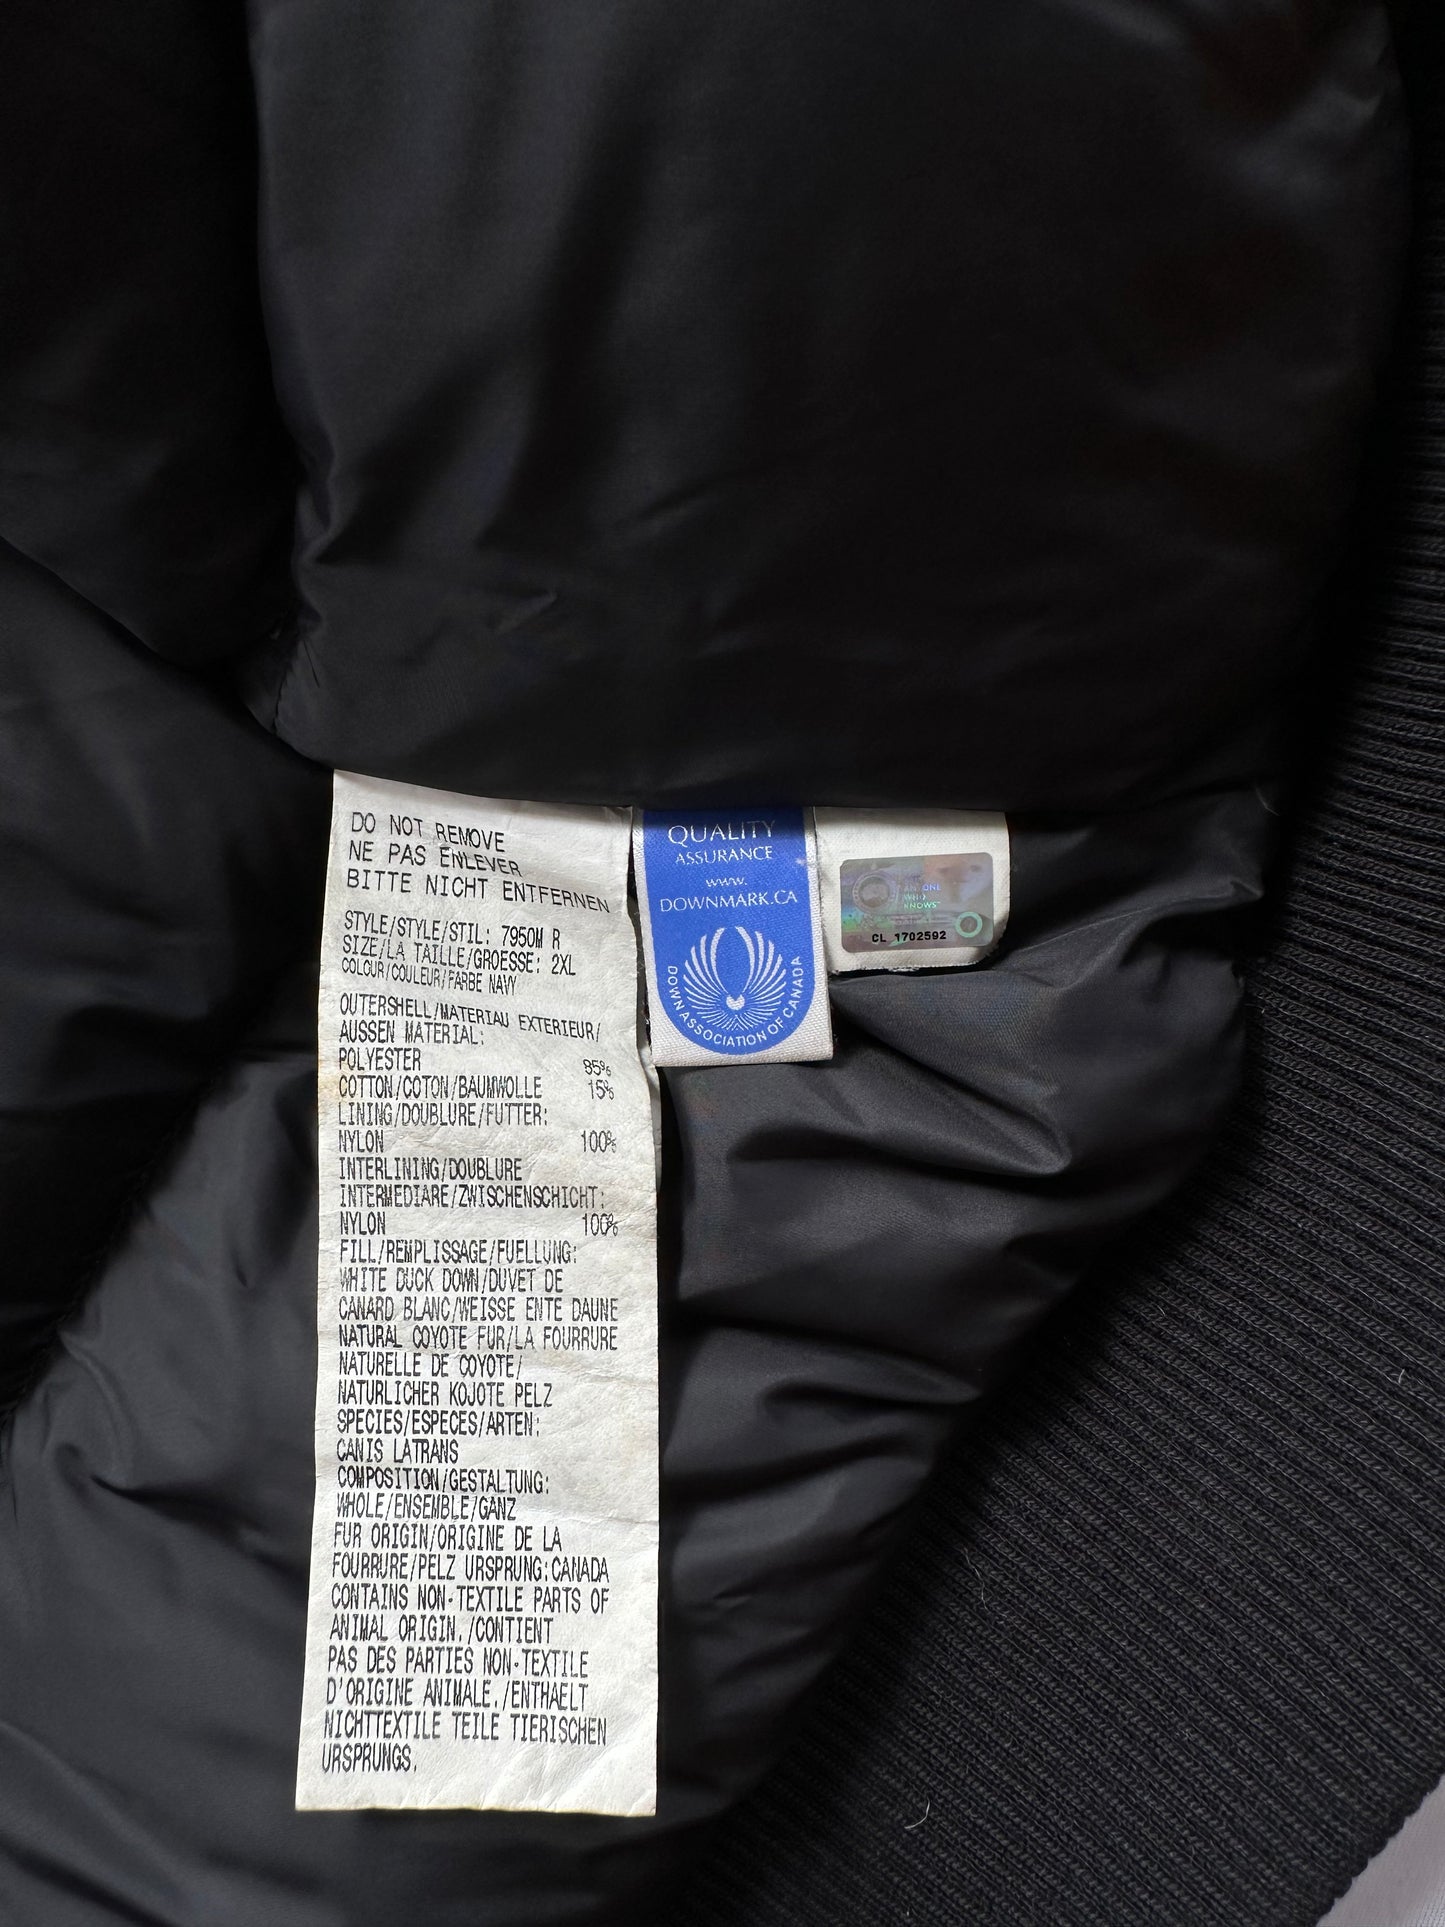 DO NOT REMOVE
NE PAS ENLEVER
BITTE NICHT ENTFERNEN
STYLE/STYLE/STIL: 7950M R
SIZE/LA TAILLE/GROESSE: 2XL
COLOUR/COULEUR/FARBE NAVY
OUTERSHELL/MATERIAU EXTERIEUR/
AUSSEN MATERIAL:
POLYESTER 85%
COTTON/COTON/BAUMWOLLE 15%
LINING/DOUBLURE/FUTTER:
NYLON 100%
INTERLINING/DOUBLURE
INTERMEDIARE/ZWISCHENSCHICHT:
NYLON 100%
FILL/REMPLISSAGE/FUELLUNG:
WHITE DUCK DOWN/DUVET DE
CANARD BLANC/WEISSE ENTE DAUNE
NATURAL COYOTE FUR/LA FOURRURE
NATURELLE DE COYOTE/
NATURLICHER KOJOTE PELZ
SPECIES/ESPECES/ARTEN:
CANIS LATRANS
COMPOSITION/GESTALTUNG:
WHOLE/ENSEMBLE/GANZ
FUR ORIGIN/ORIGINE DE LA
FOURRURE/PELZ URSPRUNG:CANADA
CONTAINS NON-TEXTILE PARTS OF
ANIMAL ORIGIN./CONTIENT
PAS DES PARTIES NON-TEXTILE
D'ORIGINE ANIMALE./ENTHAELT
NICHTTEXTILE TEILE TIERISCHEN
URSPRUNGS.
QUALITY
ASSURANCE
www.
DOWNMARK.CA
DOWN ASSOCIATION OF CANADA
KNOWS™
CL 1702592